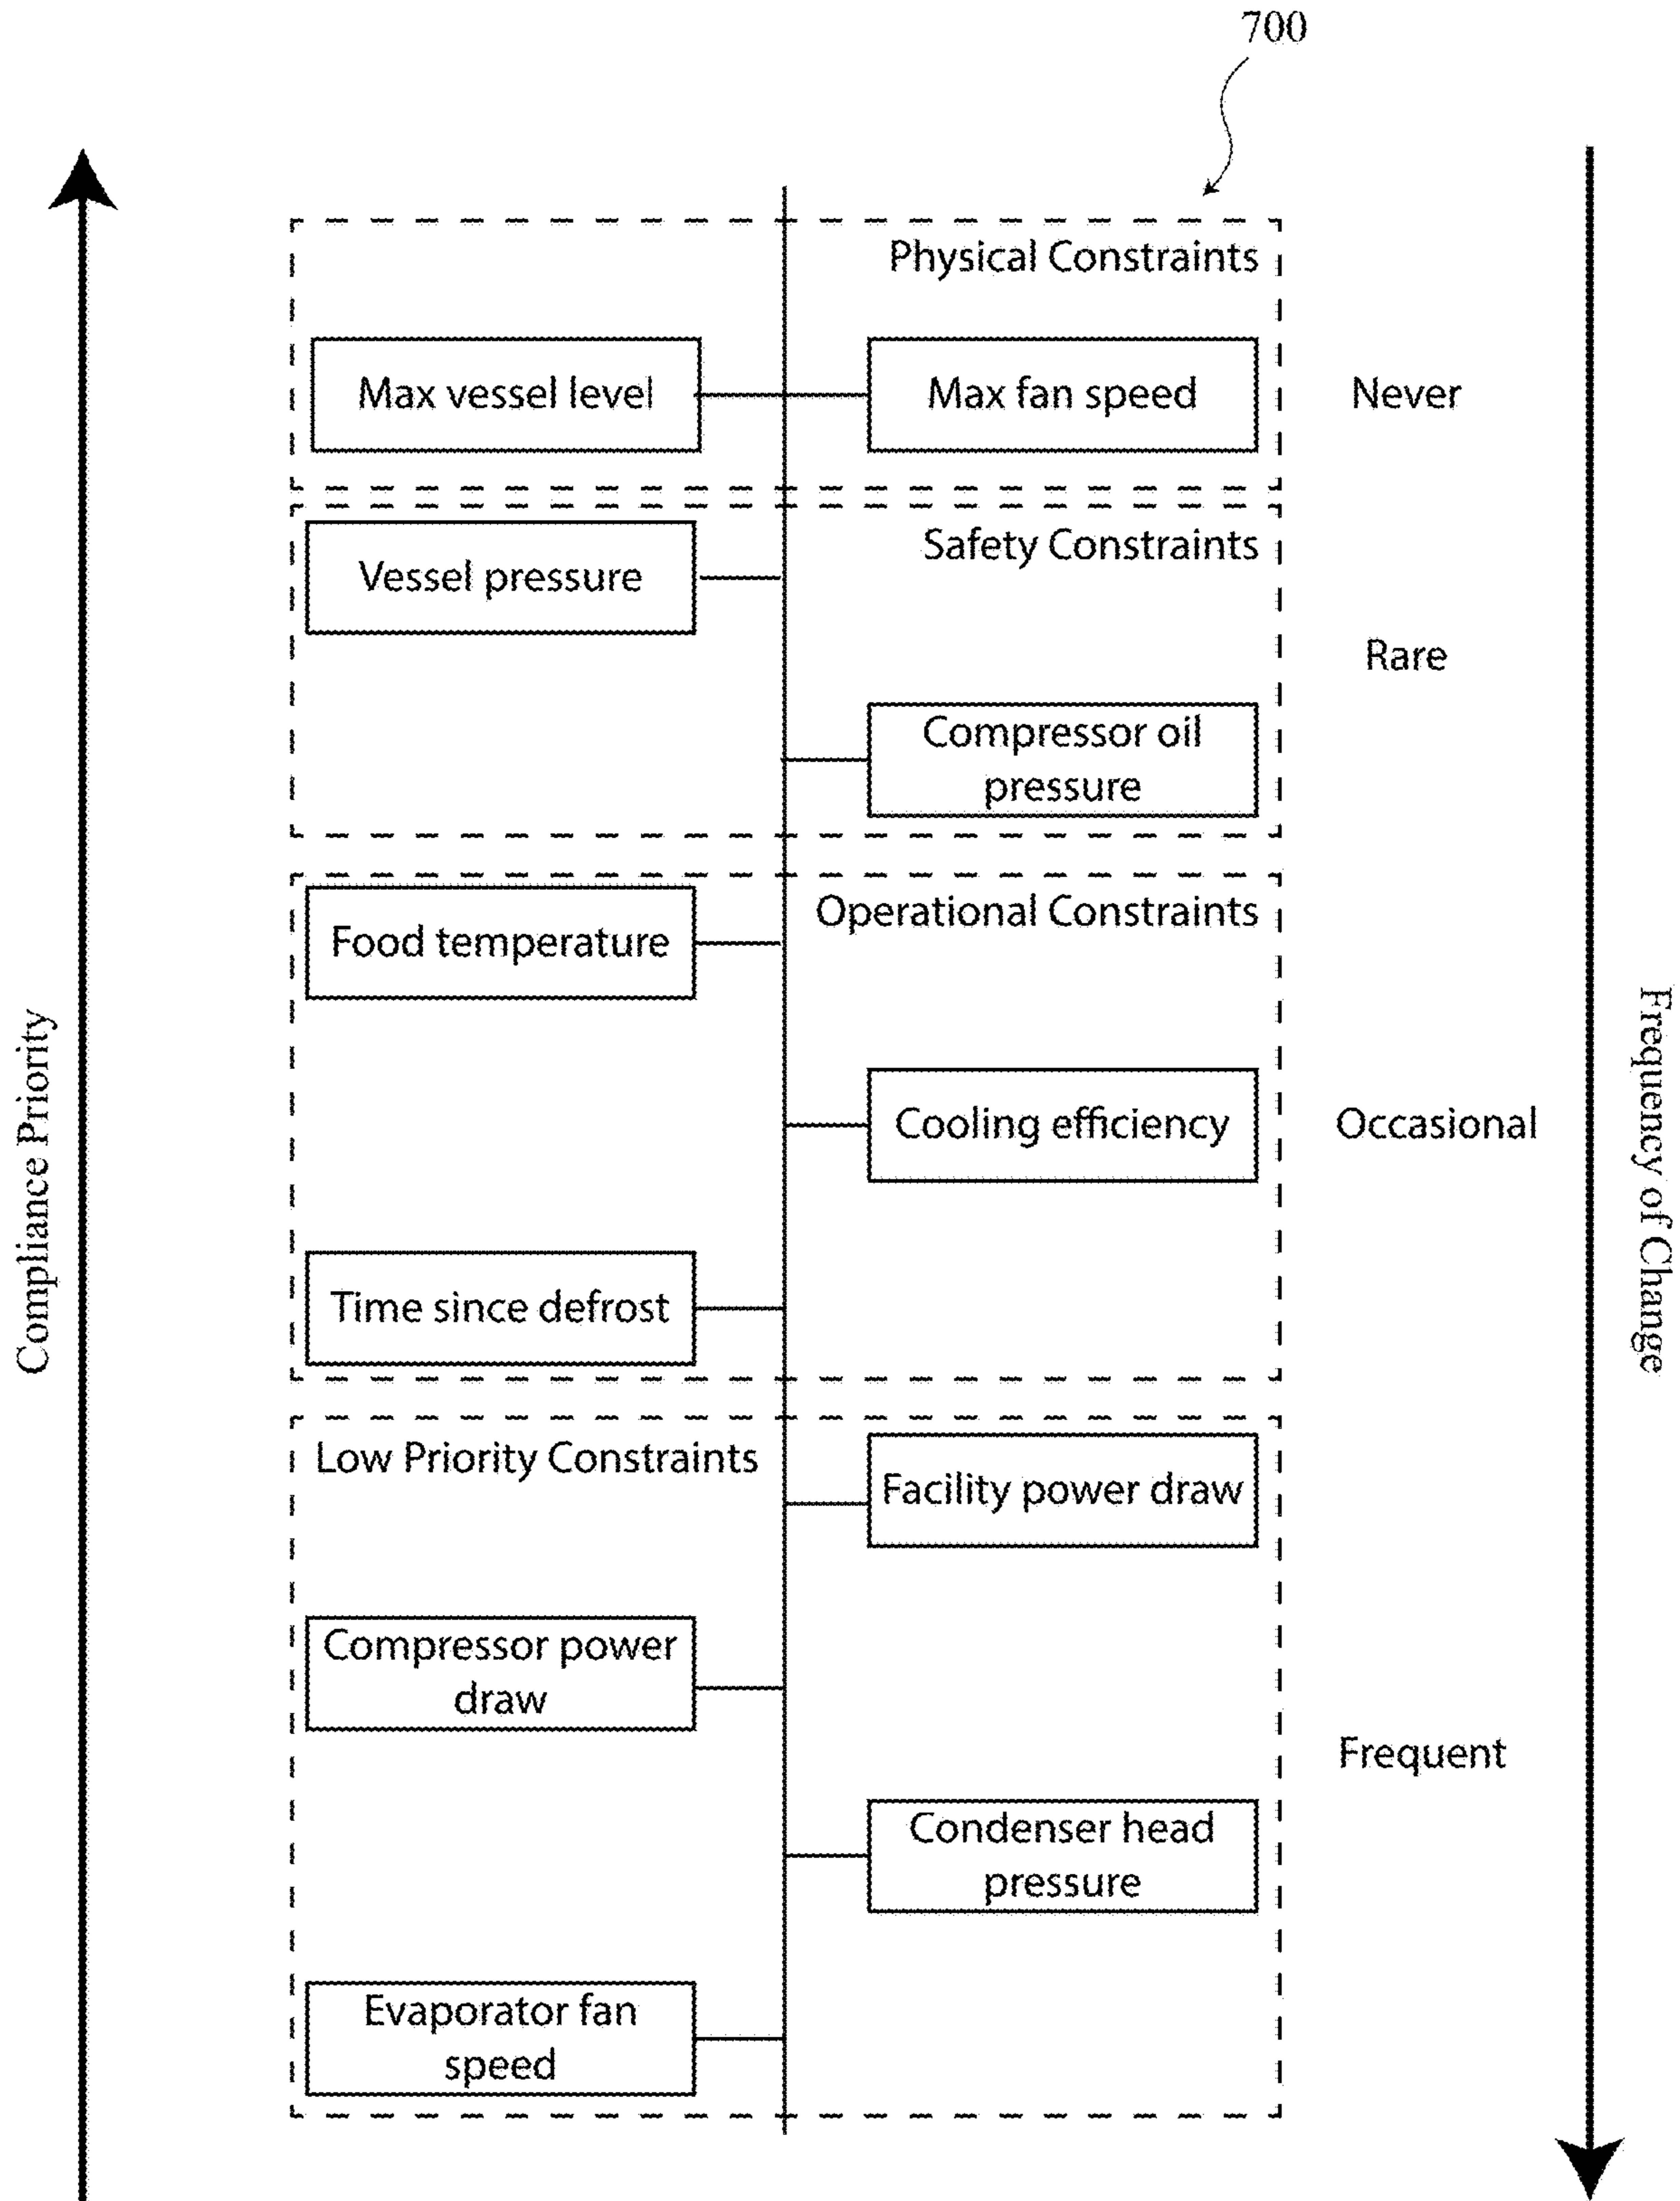 700
Physical Constraints
Max vessel level
Max fan speed
Never
Safety Constraints
Vessel pressure
Rare
Compressor oil
pressure
Operational Constraints
Food temperature
Compliance Priority
Frequency of Change
Cooling efficiency
Occasional
Time since defrost
Low Priority Constraints
Facility power draw
Compressor power
draw
Frequent
Condenser head
pressure
Evaporator fan
speed